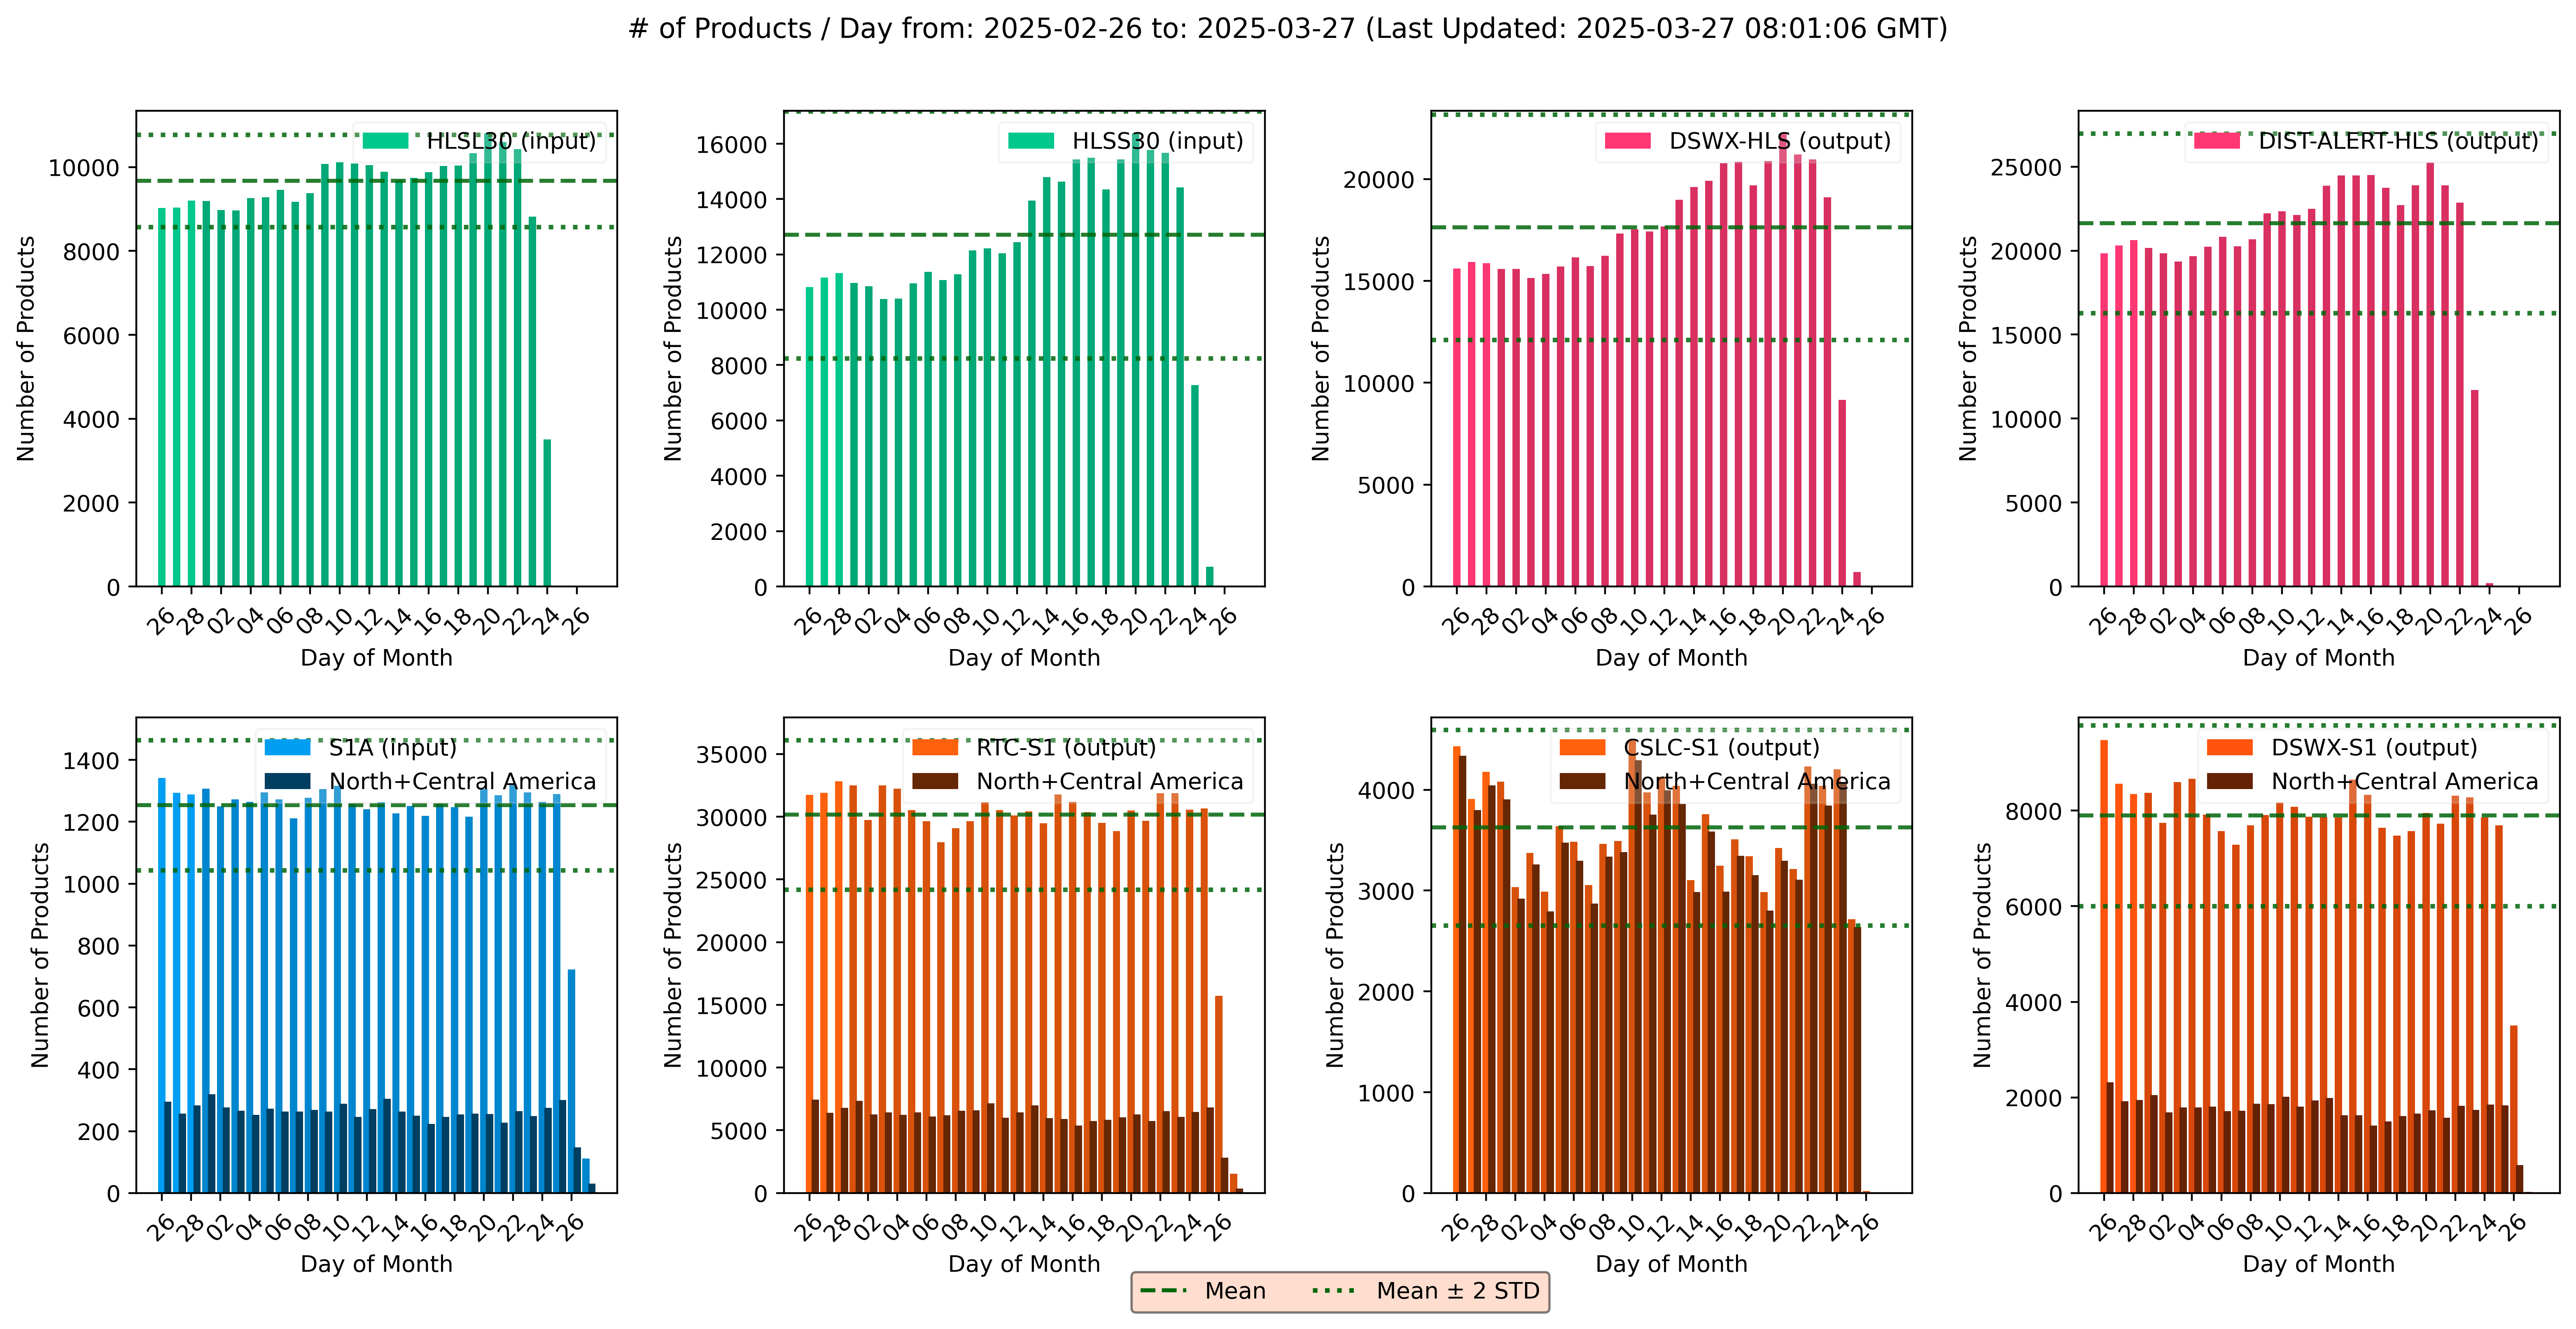 # of Products / Day from: 2025-02-26 to: 2025-03-27 (Last Updated: 2025-03-27 08:01:06 GMT)
HLSL30 (input)
Number of Products
10000
8000
6000
4000
2000
0
26 28 02 04 06 08 10 12 14 16 18 20 22 24 26
Day of Month
HLSS30 (input)
Number of Products
16000
14000
12000
10000
8000
6000
4000
2000
0
26 28 02 04 06 08 10 12 14 16 18 20 22 24 26
Day of Month
DSWX-HLS (output)
Number of Products
20000
15000
10000
5000
0
26 28 02 04 06 08 10 12 14 16 18 20 22 24 26
Day of Month
DIST-ALERT-HLS (output)
Number of Products
25000
20000
15000
10000
5000
0
26 28 02 04 06 08 10 12 14 16 18 20 22 24 26
Day of Month
S1A (input)
North+Central America
Number of Products
1400
1200
1000
800
600
400
200
0
26 28 02 04 06 08 10 12 14 16 18 20 22 24 26
Day of Month
RTC-S1 (output)
North+Central America
Number of Products
35000
30000
25000
20000
15000
10000
5000
0
26 28 02 04 06 08 10 12 14 16 18 20 22 24 26
Day of Month
CSLC-S1 (output)
North+Central America
Number of Products
4000
3000
2000
1000
0
26 28 02 04 06 08 10 12 14 16 18 20 22 24 26
Day of Month
DSWX-S1 (output)
North+Central America
Number of Products
8000
6000
4000
2000
0
26 28 02 04 06 08 10 12 14 16 18 20 22 24 26
Day of Month
Mean
Mean ± 2 STD